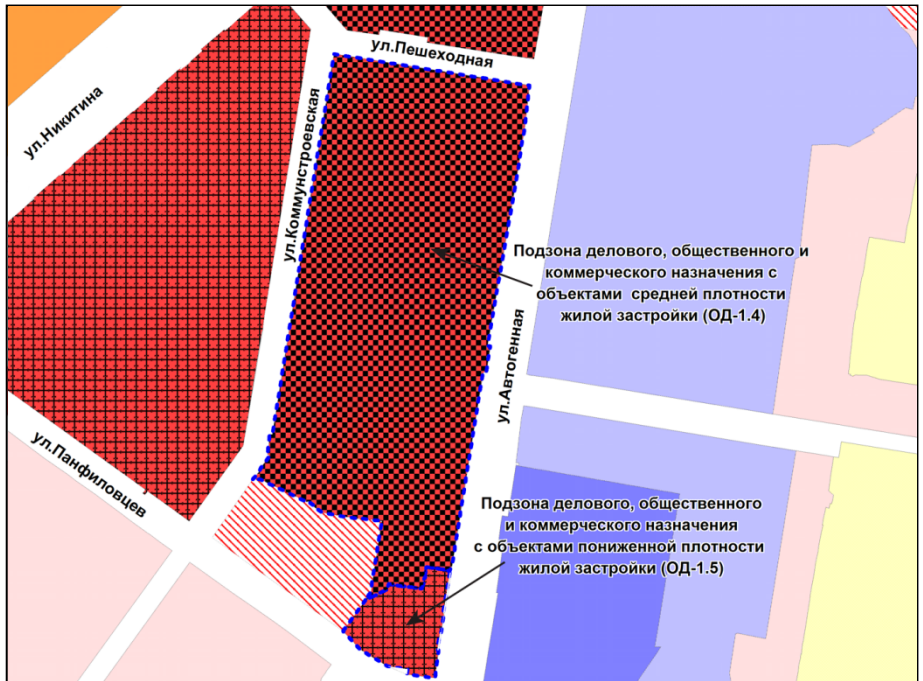 ул.Пешеходная
ул.Никитина
ул.Коммунстроевская
Подзона делового, общественного и
коммерческого назначения с
объектами средней плотности
жилой застройки (ОД-1.4)
ул.Автогенная
ул.Панфиловцев
Подзона делового, общественного
и коммерческого назначения
с объектами пониженной плотности
жилой застройки (ОД-1.5)